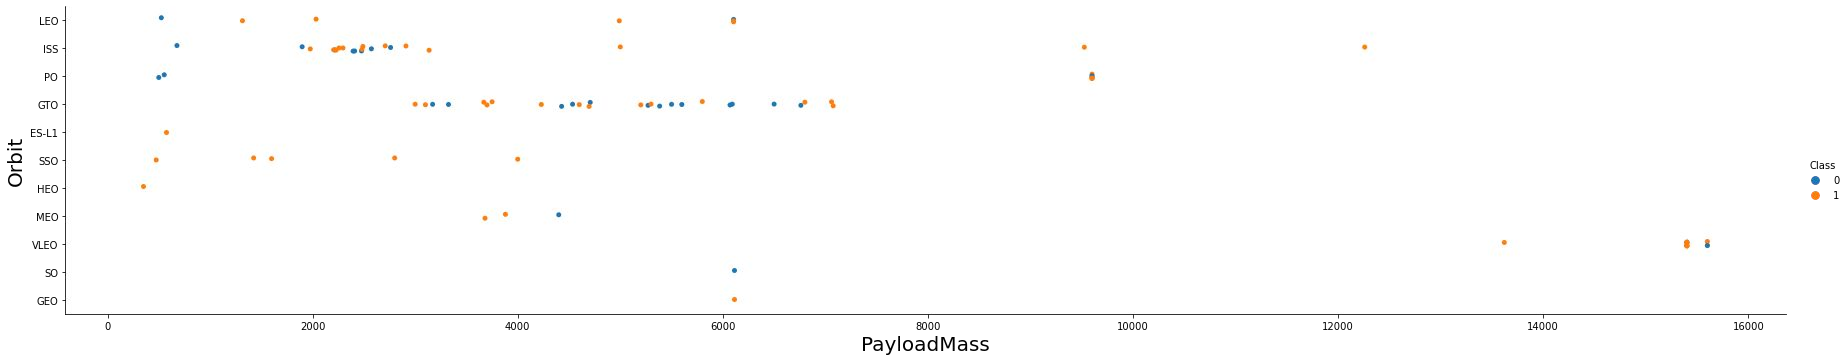 LEO
ISS
PO
GTO
ES-L1
SSO
HEO
MEO
VLEO
SO
GEO
Orbit
0 2000 4000 6000 8000 10000 12000 14000 16000
PayloadMass
Class
0
1